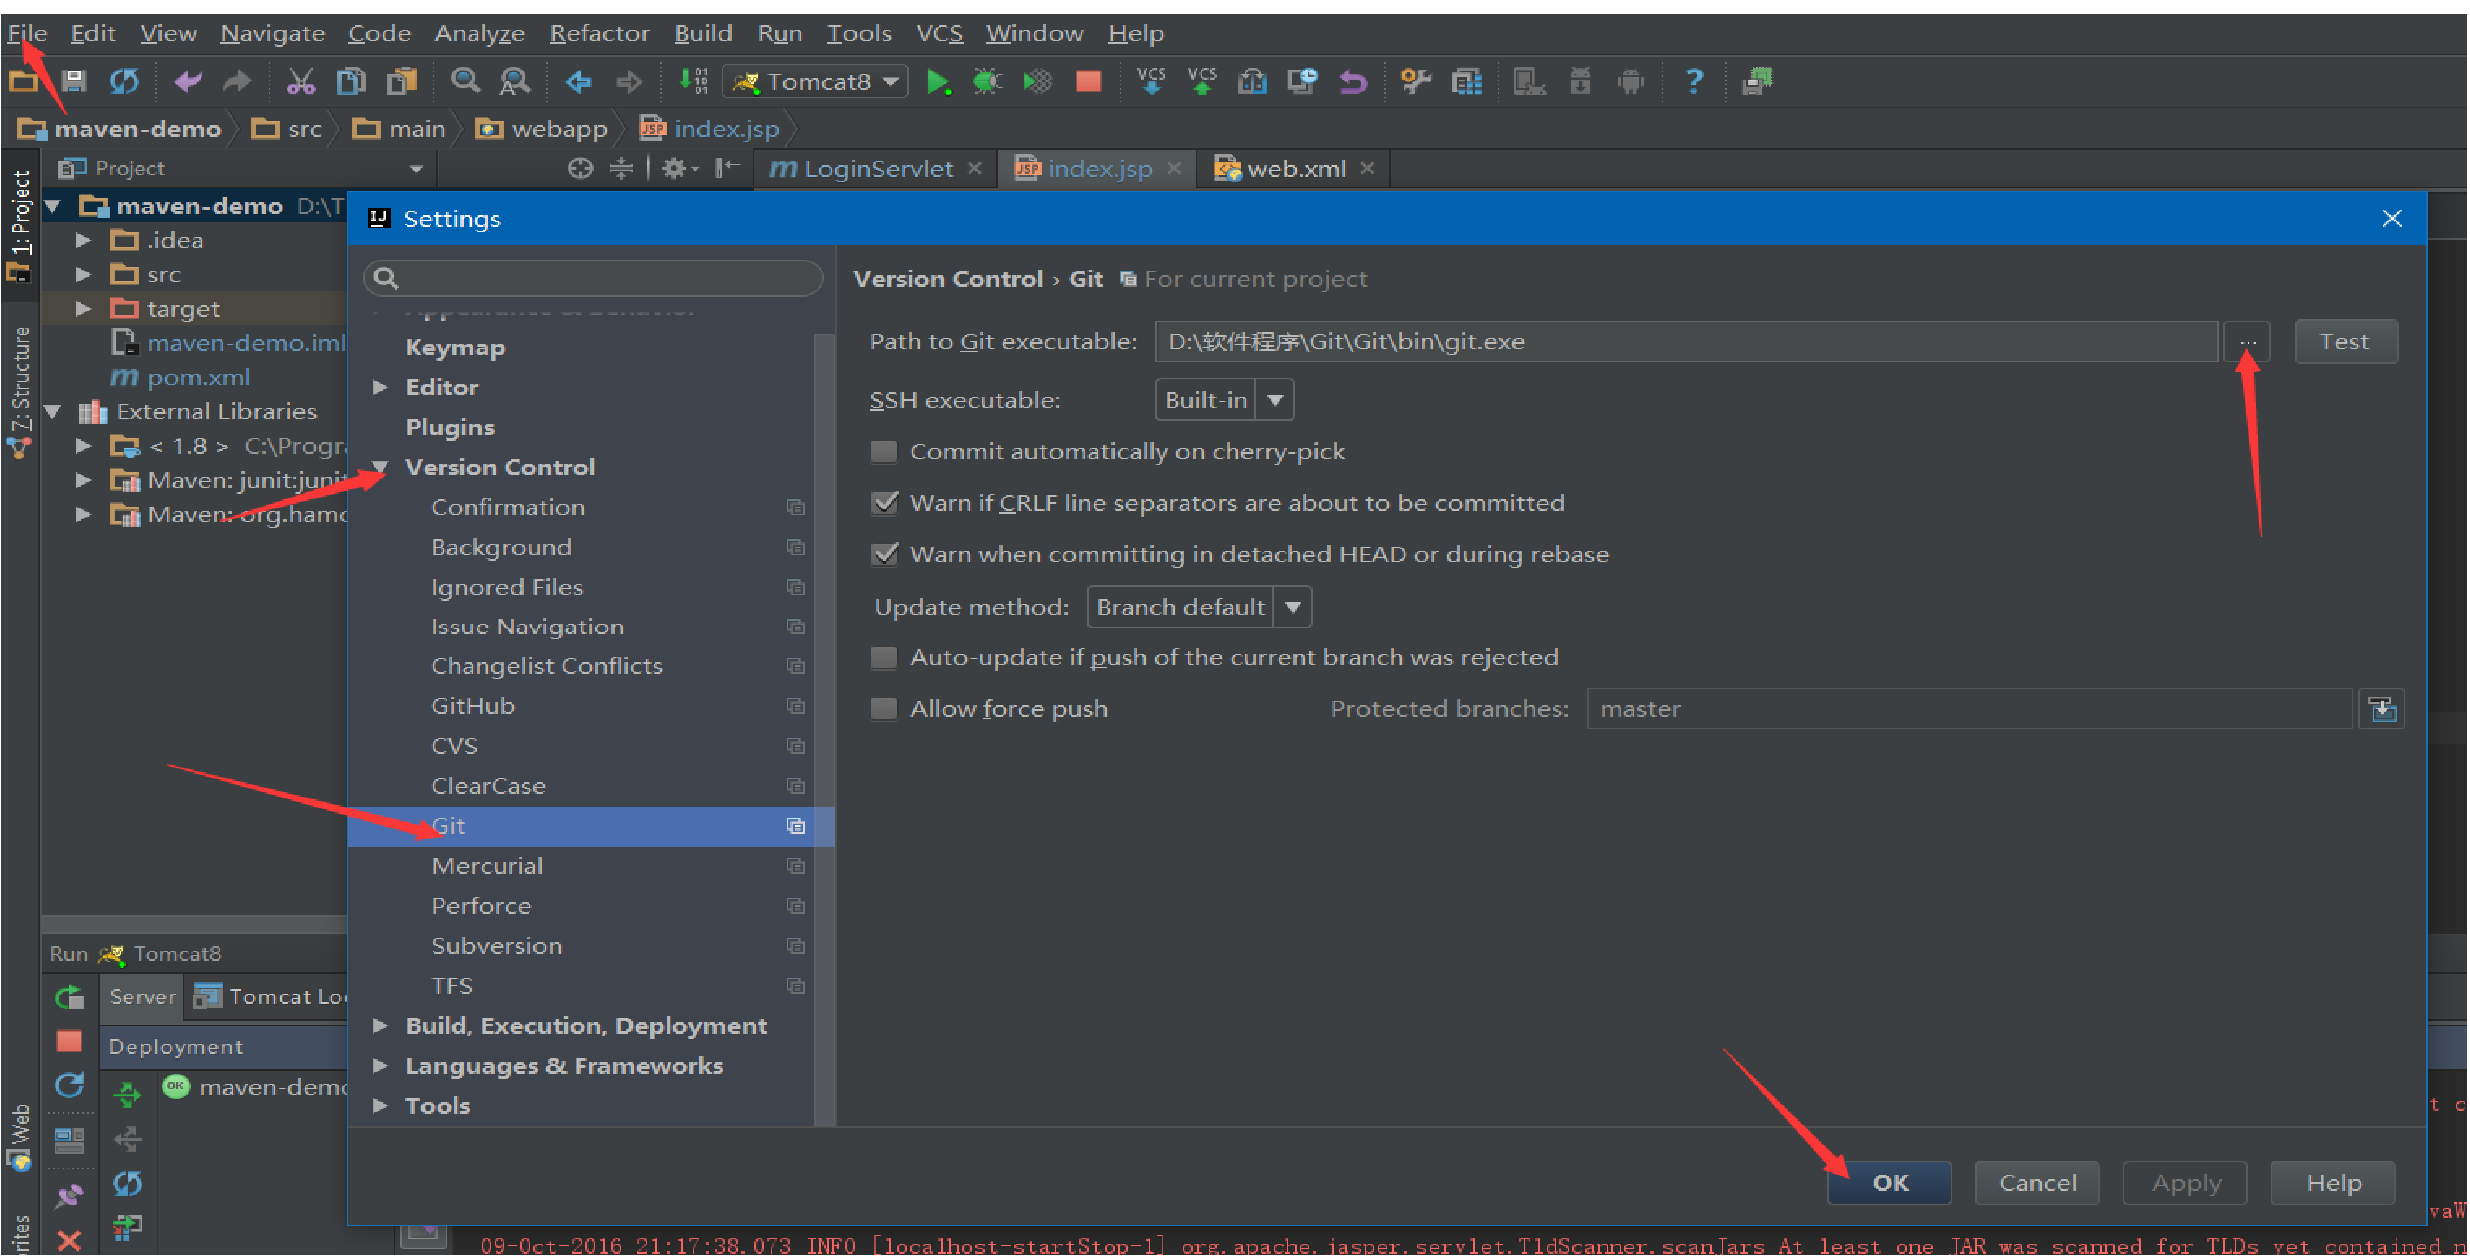 File Edit View Navigate Code Analyze Refactor Build Run Tools VCS Window Help
Tomcat8 VCS VCS
maven-demo src main webapp index.jsp
Project LoginServlet index.jsp web.xml
1: Project
Z: Structure
Web
maven-demo D:\T
.idea
src
target
maven-demo.iml
pom.xml
External Libraries
< 1.8 > C:\Progr
Maven: junit:junit
Maven: org.hamc
Settings
Keymap
Editor
Plugins
Version Control
Confirmation
Background
Ignored Files
Issue Navigation
Changelist Conflicts
GitHub
CVS
ClearCase
Git
Mercurial
Perforce
Subversion
TFS
Build, Execution, Deployment
Languages & Frameworks
Tools
Version Control › Git For current project
Path to Git executable: D:\软件程序\Git\Git\bin\git.exe ... Test
SSH executable: Built-in
Commit automatically on cherry-pick
Warn if CRLF line separators are about to be committed
Warn when committing in detached HEAD or during rebase
Update method: Branch default
Auto-update if push of the current branch was rejected
Allow force push Protected branches: master
OK Cancel Apply Help
Run Tomcat8
Server Tomcat Loc
Deployment
OK maven-demo
09-Oct-2016 21:17:38.073 INFO [localhost-startStop-1] org.apache.jasper.servlet.TldScanner.scanJars At least one JAR was scanned for TLDs yet contained n